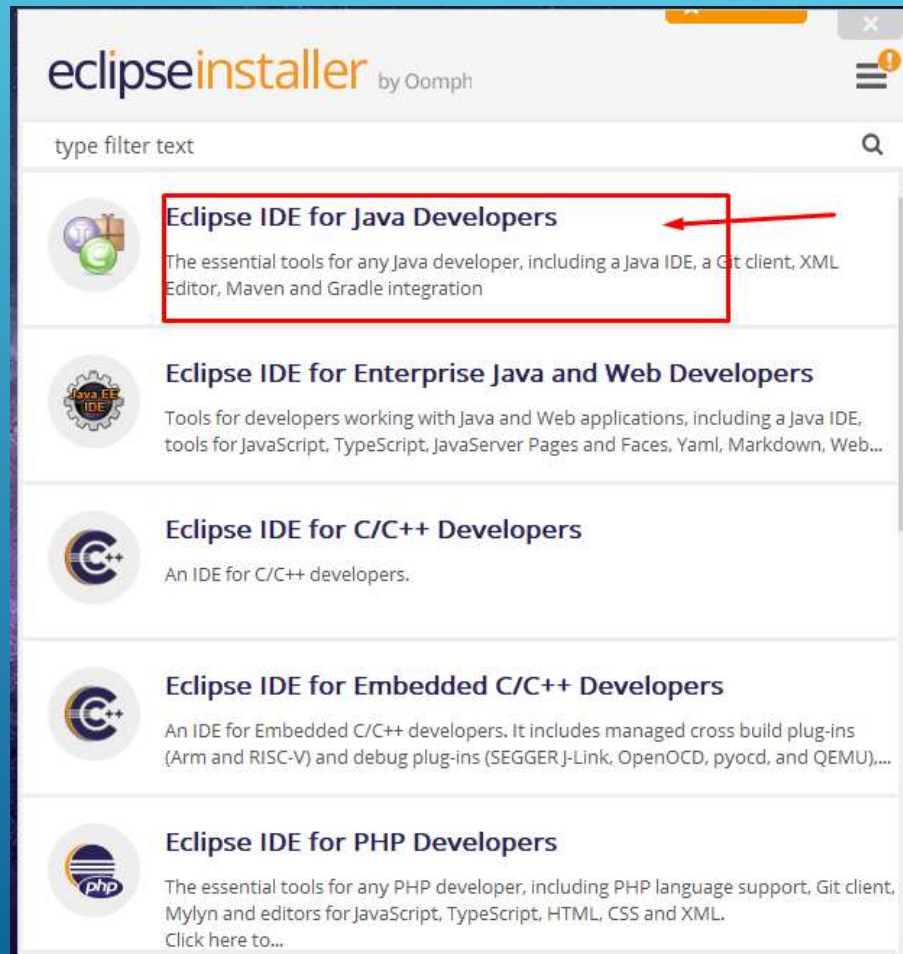 eclipseinstaller by Oomph
type filter text
Eclipse IDE for Java Developers
The essential tools for any Java developer, including a Java IDE, a Git client, XML
Editor, Maven and Gradle integration
Java EE
IDE
Eclipse IDE for Enterprise Java and Web Developers
Tools for developers working with Java and Web applications, including a Java IDE,
tools for JavaScript, TypeScript, JavaServer Pages and Faces, Yaml, Markdown, Web...
C++
Eclipse IDE for C/C++ Developers
An IDE for C/C++ developers.
C++
Eclipse IDE for Embedded C/C++ Developers
An IDE for Embedded C/C++ developers. It includes managed cross build plug-ins
(Arm and RISC-V) and debug plug-ins (SEGGER J-Link, OpenOCD, pyocd, and QEMU),...
php
Eclipse IDE for PHP Developers
The essential tools for any PHP developer, including PHP language support, Git client,
Mylyn and editors for JavaScript, TypeScript, HTML, CSS and XML.
Click here to...